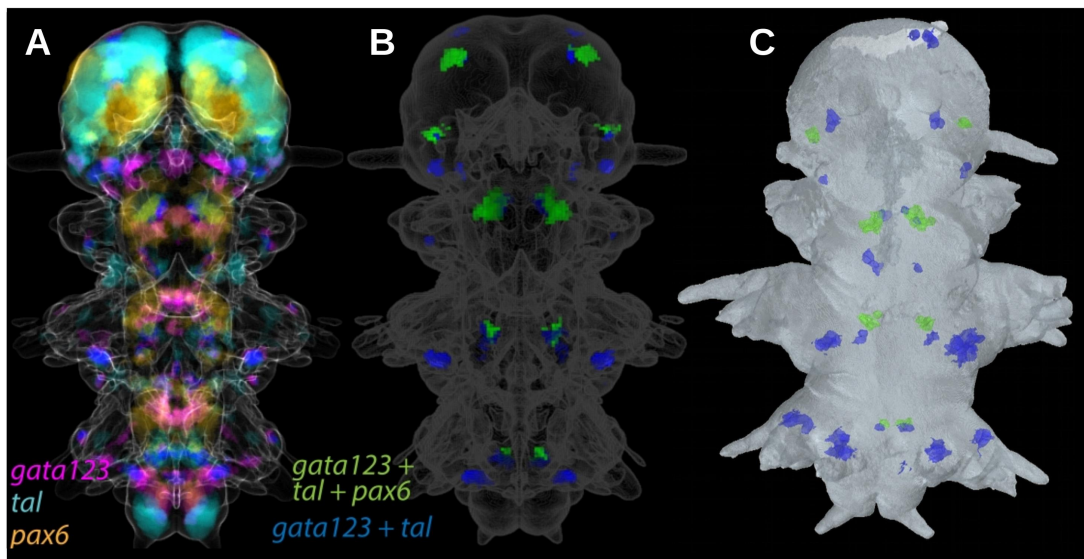 A
B
C
gata123
tal
pax6
gata123 +
tal + pax6
gata123 + tal